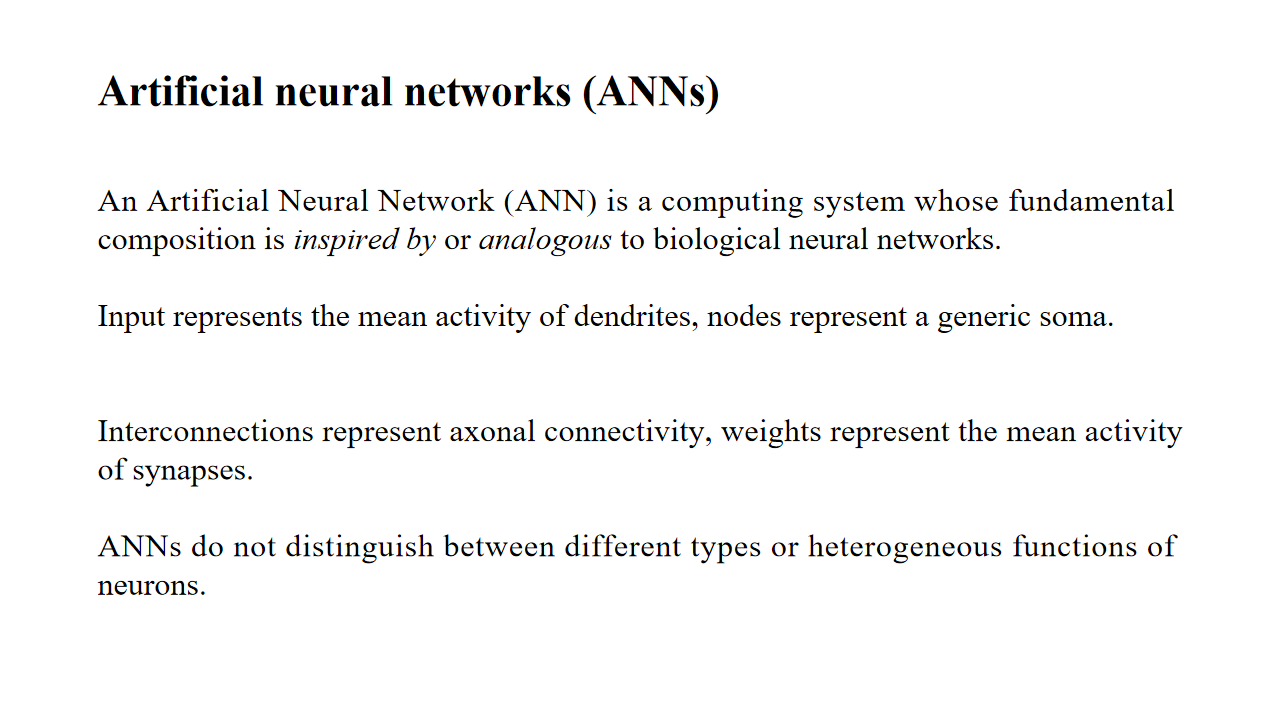 Artificial neural networks (ANNs)
An Artificial Neural Network (ANN) is a computing system whose fundamental
composition is inspired by or analogous to biological neural networks.
Input represents the mean activity of dendrites, nodes represent a generic soma.
Interconnections represent axonal connectivity, weights represent the mean activity
of synapses.
ANNs do not distinguish between different types or heterogeneous functions of
neurons.